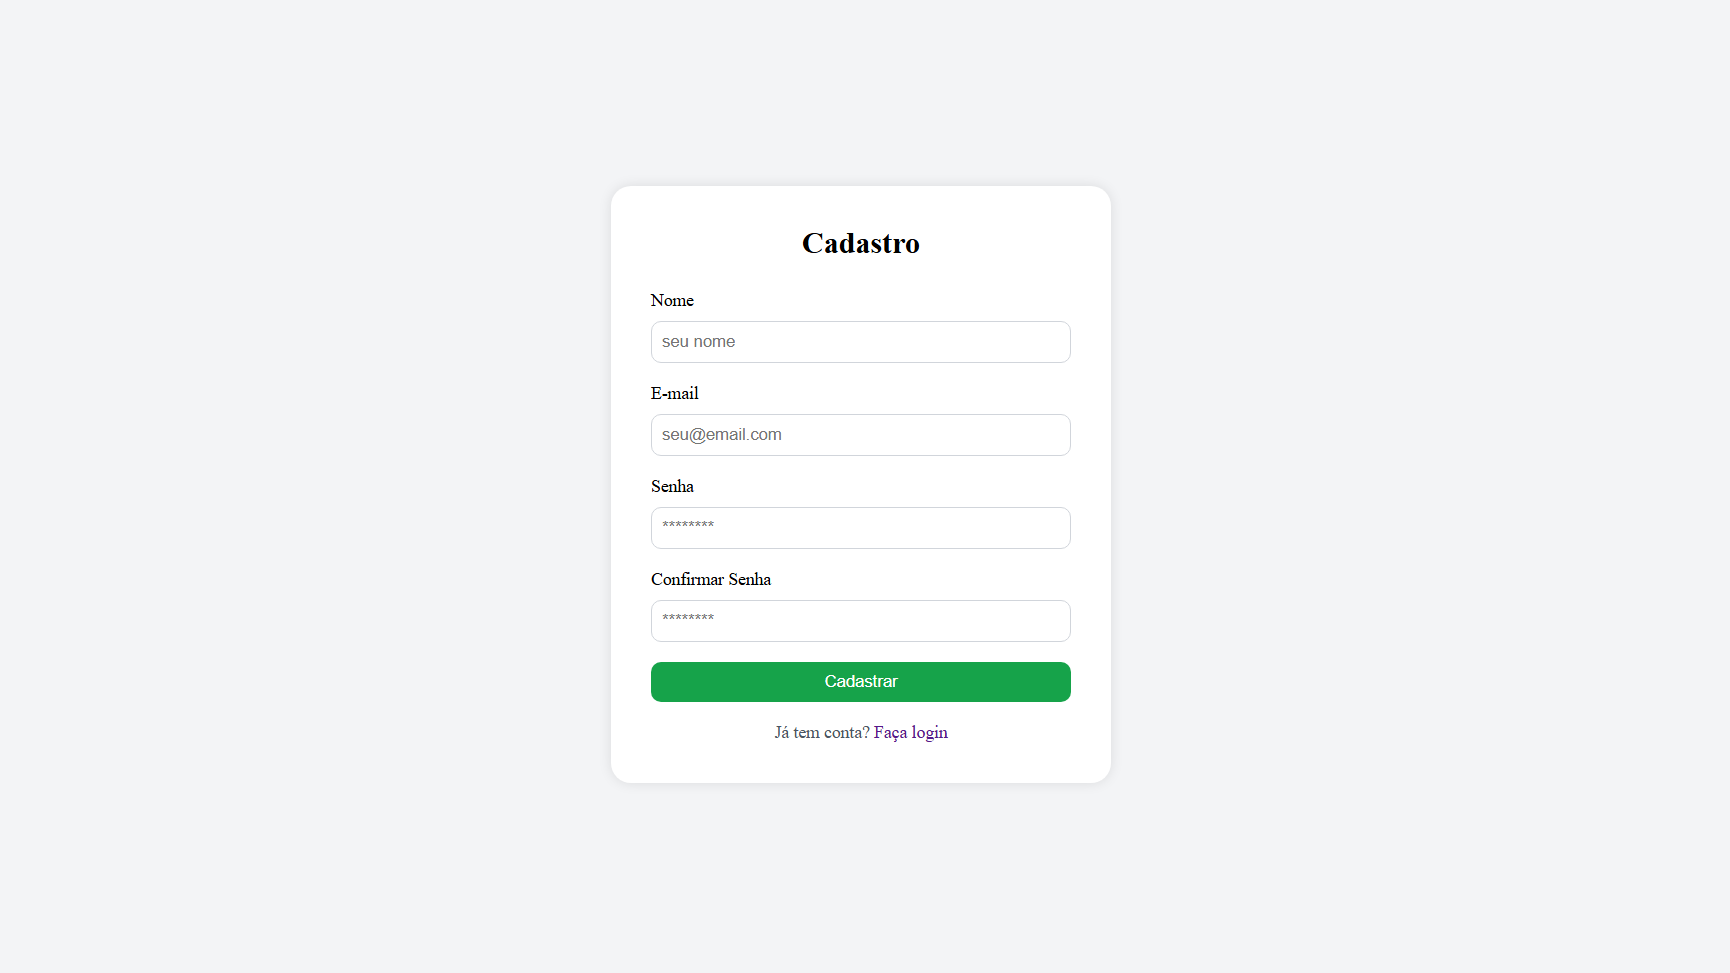 Cadastro
Nome
seu nome
E-mail
seu@email.com
Senha
********
Confirmar Senha
********
Cadastrar
Já tem conta? Faça login